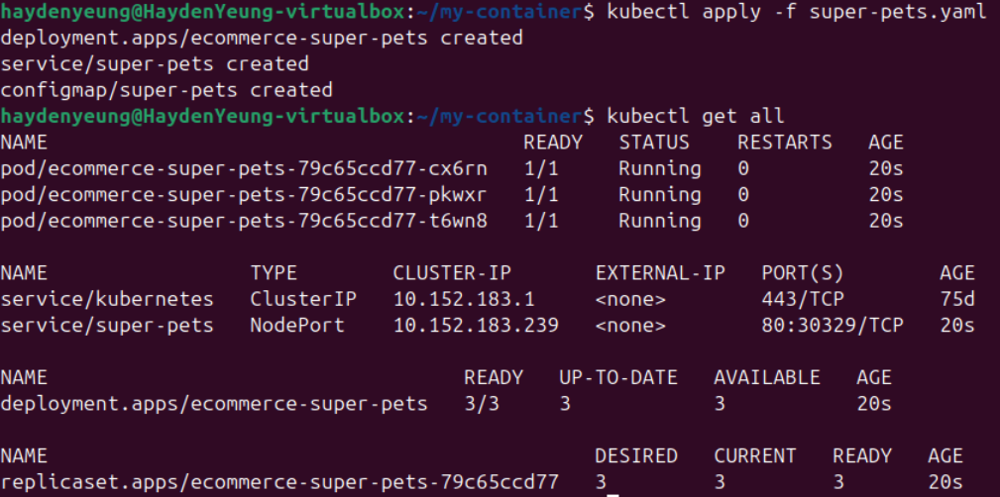 haydenyeung@HaydenYeung-virtualbox:~/my-container$ kubectl apply -f super-pets.yaml
deployment.apps/ecommerce-super-pets created
service/super-pets created
configmap/super-pets created
haydenyeung@HaydenYeung-virtualbox:~/my-container$ kubectl get all
NAME                                        READY   STATUS    RESTARTS   AGE
pod/ecommerce-super-pets-79c65ccd77-cx6rn   1/1     Running   0          20s
pod/ecommerce-super-pets-79c65ccd77-pkwxr   1/1     Running   0          20s
pod/ecommerce-super-pets-79c65ccd77-t6wn8   1/1     Running   0          20s

NAME                 TYPE        CLUSTER-IP       EXTERNAL-IP   PORT(S)        AGE
service/kubernetes   ClusterIP   10.152.183.1     <none>        443/TCP        75d
service/super-pets   NodePort    10.152.183.239   <none>        80:30329/TCP   20s

NAME                                   READY   UP-TO-DATE   AVAILABLE   AGE
deployment.apps/ecommerce-super-pets   3/3     3            3           20s

NAME                                              DESIRED   CURRENT   READY   AGE
replicaset.apps/ecommerce-super-pets-79c65ccd77   3         3         3       20s